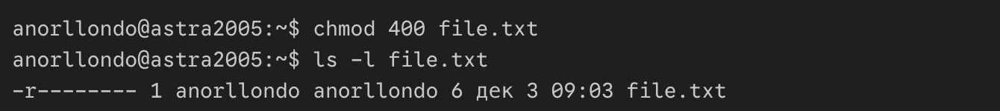 anorllondo@astra2005:~$ chmod 400 file.txt
anorllondo@astra2005:~$ ls -l file.txt
-r-------- 1 anorllondo anorllondo 6 дек 3 09:03 file.txt